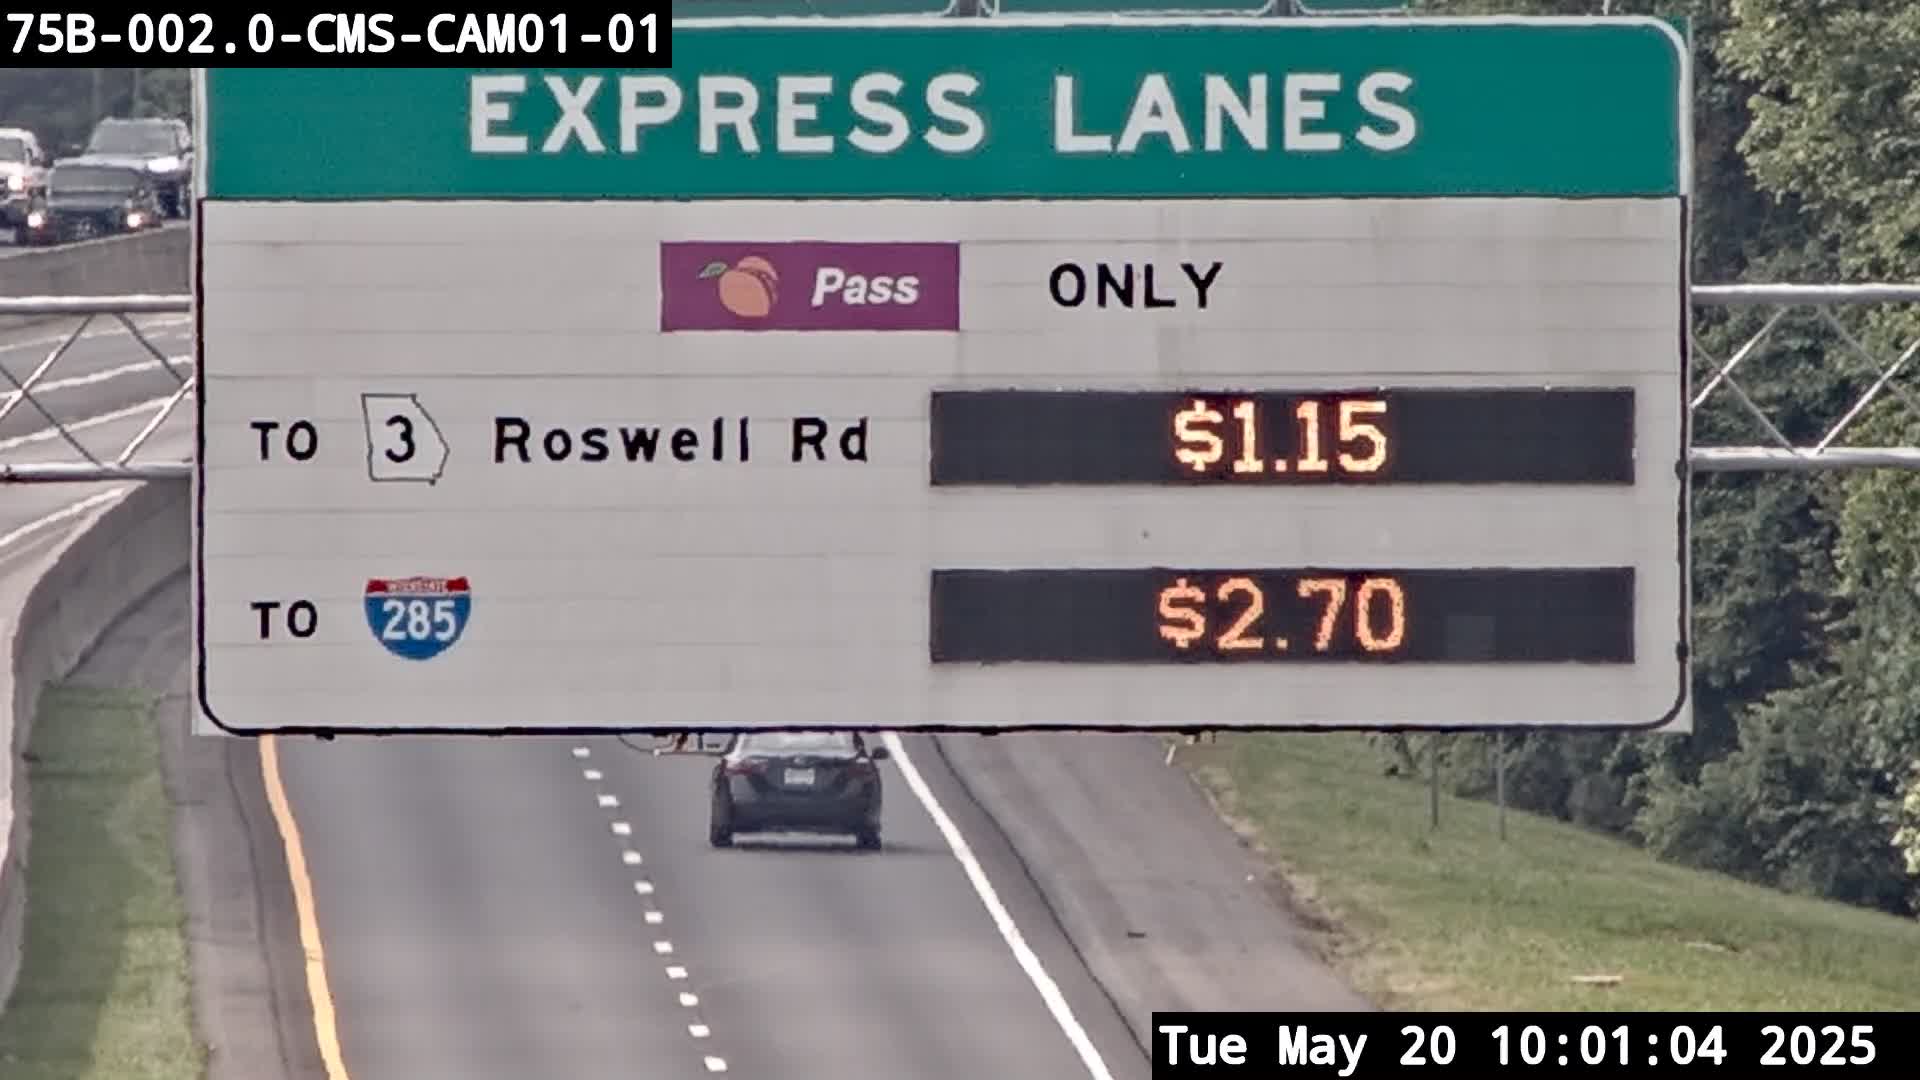 75B-002.0-CMS-CAM01-01
EXPRESS LANES
Pass ONLY
TO 3 Roswell Rd $1.15
INTERSTATE
TO 285 $2.70
Tue May 20 10:01:04 2025